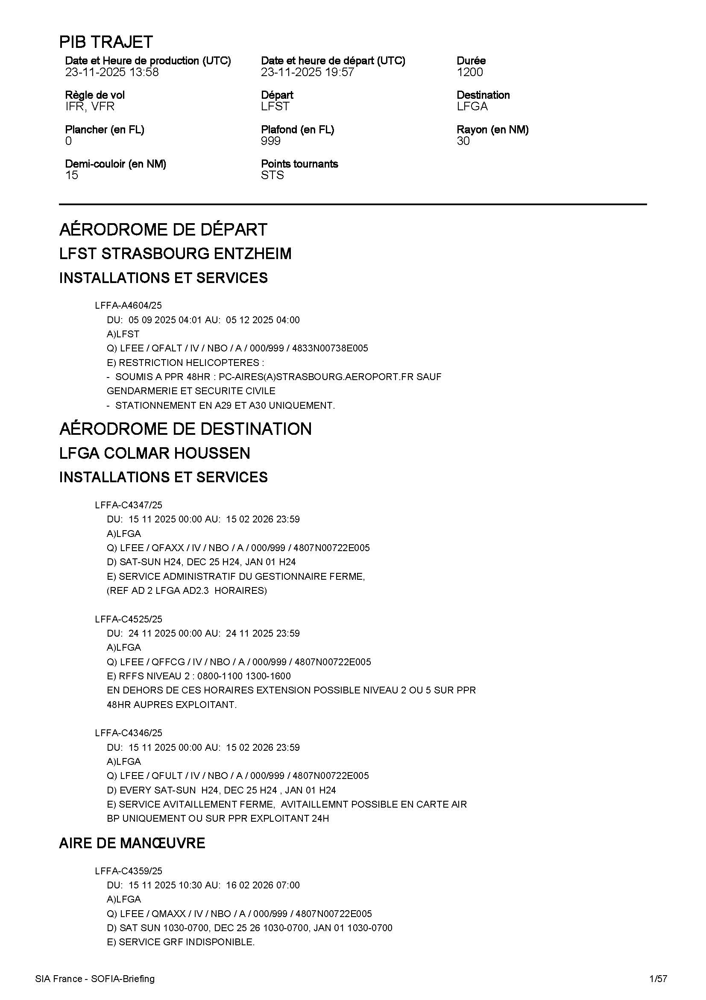 PIB TRAJET
Date et Heure de production (UTC) Date et heure de départ (UTC) Durée
23-11-2025 13:58 23-11-2025 19:57 1200
Règle de vol Départ Destination
IFR, VFR LFST LFGA
Plancher (en FL) Plafond (en FL) Rayon (en NM)
0 999 30
Demi-couloir (en NM) Points tournants
15 STS
AÉRODROME DE DÉPART
LFST STRASBOURG ENTZHEIM
INSTALLATIONS ET SERVICES
LFFA-A4604/25
DU: 05 09 2025 04:01 AU: 05 12 2025 04:00
A)LFST
Q) LFEE / QFALT / IV / NBO / A / 000/999 / 4833N00738E005
E) RESTRICTION HELICOPTERES :
- SOUMIS A PPR 48HR : PC-AIRES(A)STRASBOURG.AEROPORT.FR SAUF
GENDARMERIE ET SECURITE CIVILE
- STATIONNEMENT EN A29 ET A30 UNIQUEMENT.
AÉRODROME DE DESTINATION
LFGA COLMAR HOUSSEN
INSTALLATIONS ET SERVICES
LFFA-C4347/25
DU: 15 11 2025 00:00 AU: 15 02 2026 23:59
A)LFGA
Q) LFEE / QFAXX / IV / NBO / A / 000/999 / 4807N00722E005
D) SAT-SUN H24, DEC 25 H24, JAN 01 H24
E) SERVICE ADMINISTRATIF DU GESTIONNAIRE FERME,
(REF AD 2 LFGA AD2.3 HORAIRES)
LFFA-C4525/25
DU: 24 11 2025 00:00 AU: 24 11 2025 23:59
A)LFGA
Q) LFEE / QFFCG / IV / NBO / A / 000/999 / 4807N00722E005
E) RFFS NIVEAU 2 : 0800-1100 1300-1600
EN DEHORS DE CES HORAIRES EXTENSION POSSIBLE NIVEAU 2 OU 5 SUR PPR
48HR AUPRES EXPLOITANT.
LFFA-C4346/25
DU: 15 11 2025 00:00 AU: 15 02 2026 23:59
A)LFGA
Q) LFEE / QFULT / IV / NBO / A / 000/999 / 4807N00722E005
D) EVERY SAT-SUN H24, DEC 25 H24 , JAN 01 H24
E) SERVICE AVITAILLEMENT FERME, AVITAILLEMNT POSSIBLE EN CARTE AIR
BP UNIQUEMENT OU SUR PPR EXPLOITANT 24H
AIRE DE MANŒUVRE
LFFA-C4359/25
DU: 15 11 2025 10:30 AU: 16 02 2026 07:00
A)LFGA
Q) LFEE / QMAXX / IV / NBO / A / 000/999 / 4807N00722E005
D) SAT SUN 1030-0700, DEC 25 26 1030-0700, JAN 01 1030-0700
E) SERVICE GRF INDISPONIBLE.
SIA France - SOFIA-Briefing 1/57